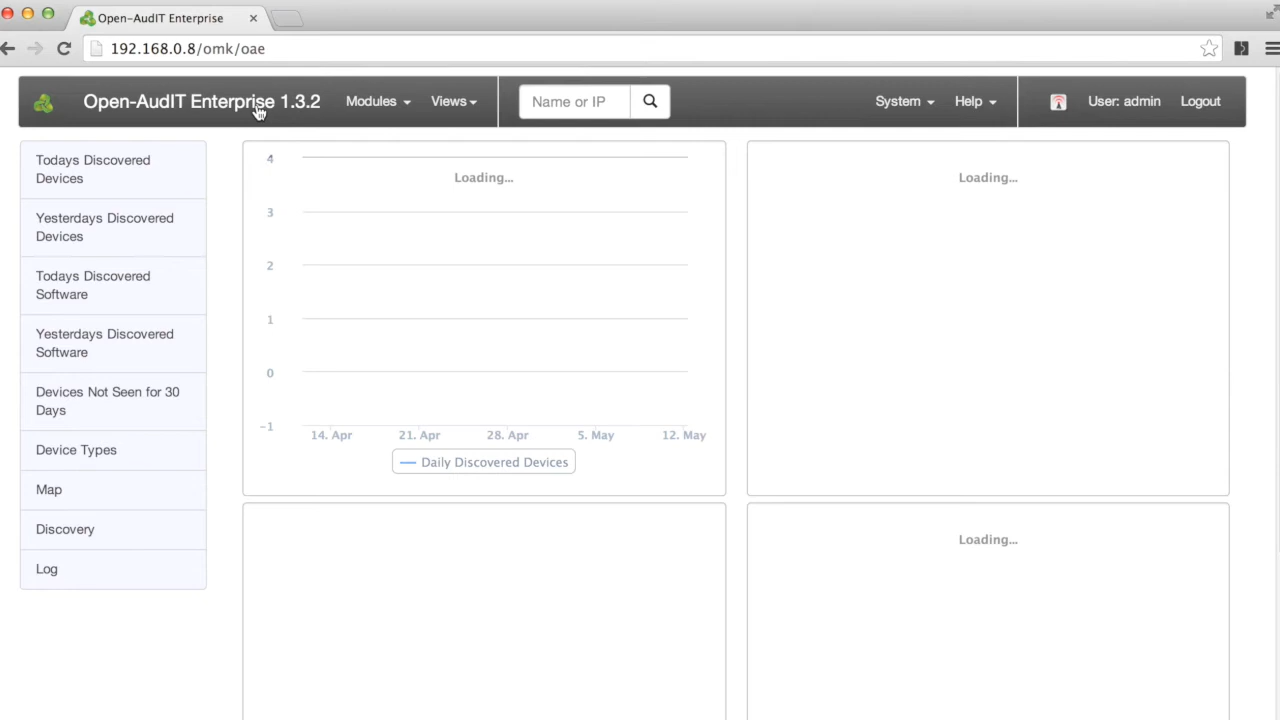 Open-AudIT Enterprise
192.168.0.8/omk/oae
Open-AudIT Enterprise 1.3.2 Modules Views Name or IP System Help User: admin Logout
Todays Discovered
Devices
Yesterdays Discovered
Devices
Todays Discovered
Software
Yesterdays Discovered
Software
Devices Not Seen for 30
Days
Device Types
Map
Discovery
Log
4
Loading...
3
2
1
0
-1
14. Apr 21. Apr 28. Apr 5. May 12. May
Daily Discovered Devices
Loading...
Loading...